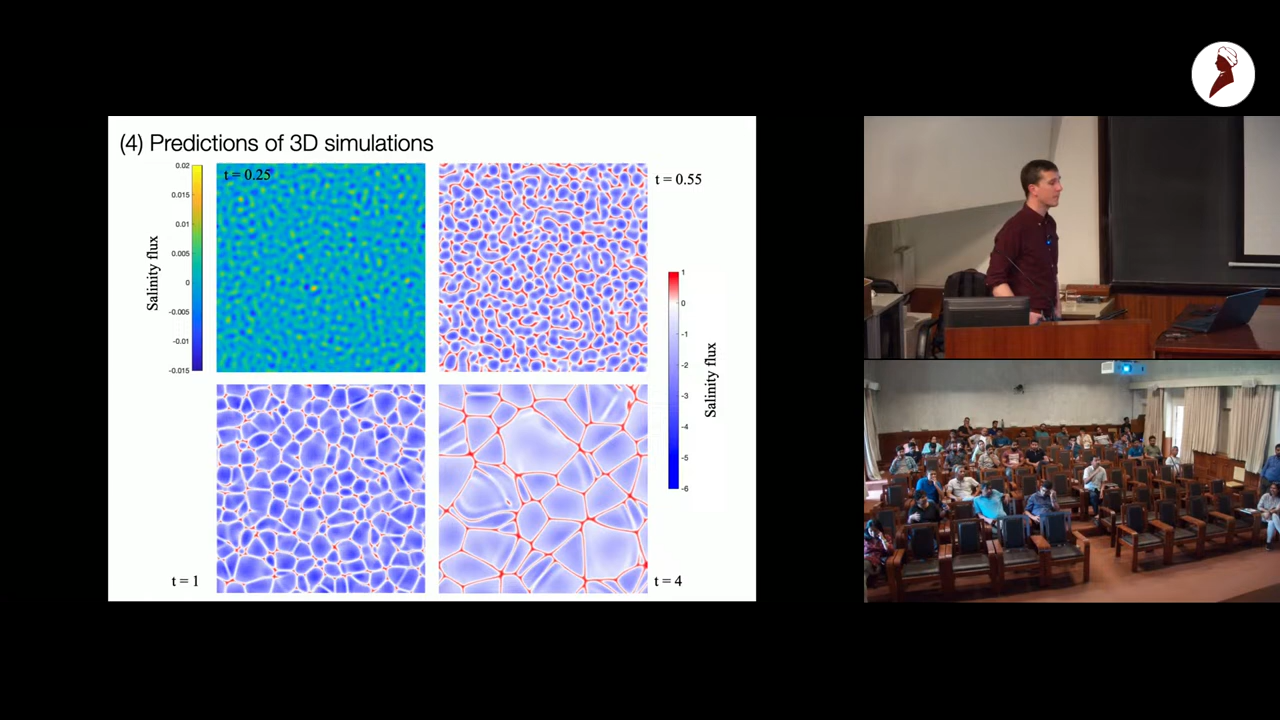 (4) Predictions of 3D simulations
t = 0.25
t = 0.55
0.02
0.015
0.01
0.005
0
-0.005
-0.01
-0.015
Salinity flux
1
0
-1
-2
-3
-4
-5
-6
Salinity flux
t = 1
t = 4